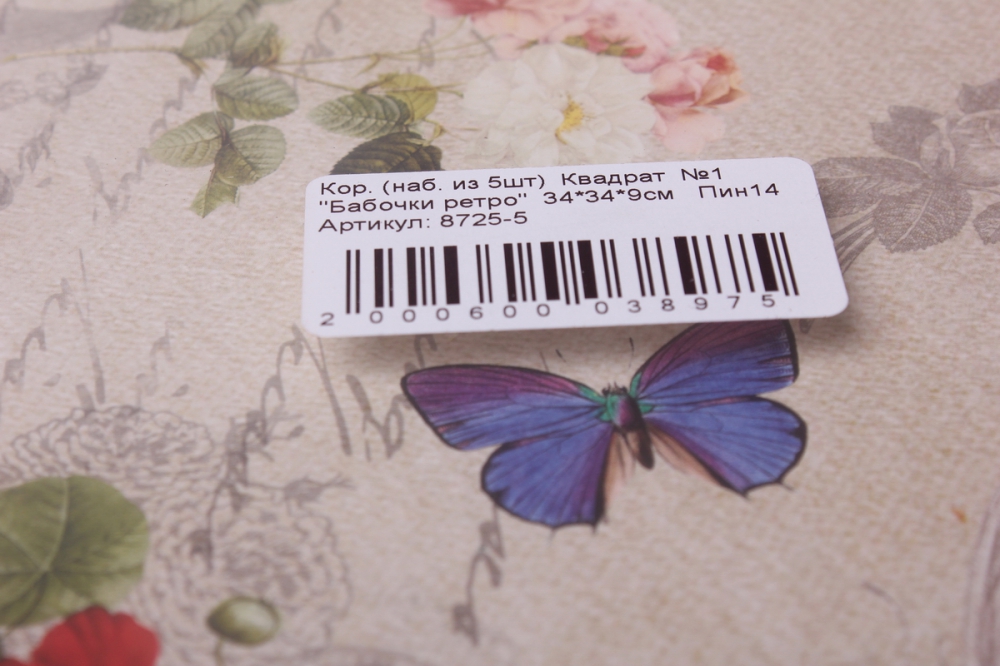 Кор. (наб. из 5шт) Квадрат №1
"Бабочки ретро" 34*34*9см Пин14
Артикул: 8725-5
2 000600 038975